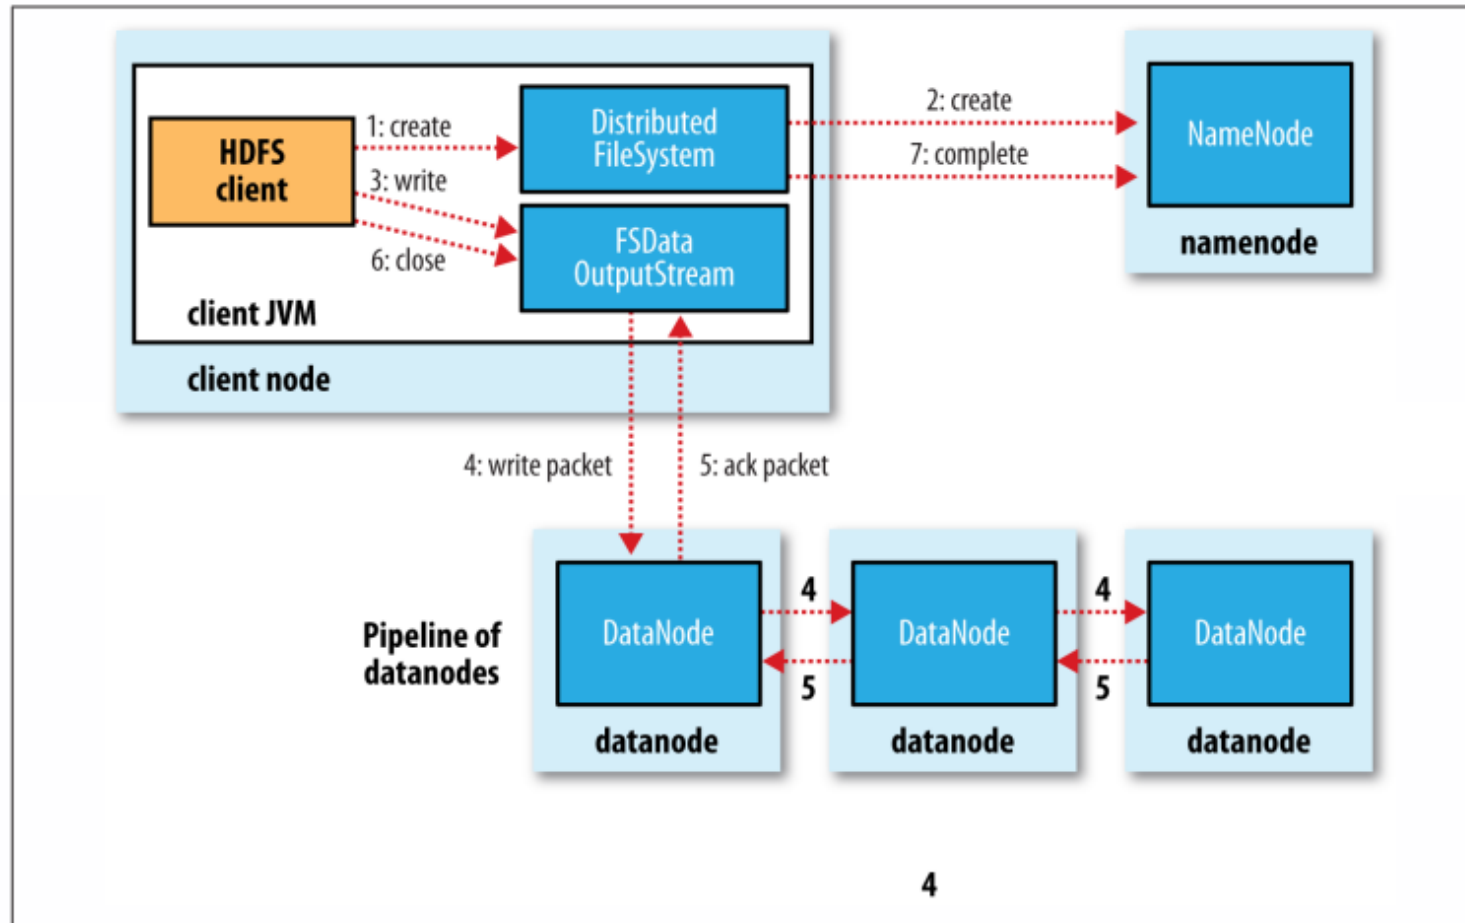 1: create
Distributed
FileSystem
2: create
NameNode
HDFS
client
3: write
7: complete
6: close
FSData
OutputStream
namenode
client JVM
client node
4: write packet
5: ack packet
Pipeline of
datanodes
DataNode
4
DataNode
4
DataNode
5
5
datanode
datanode
datanode
4